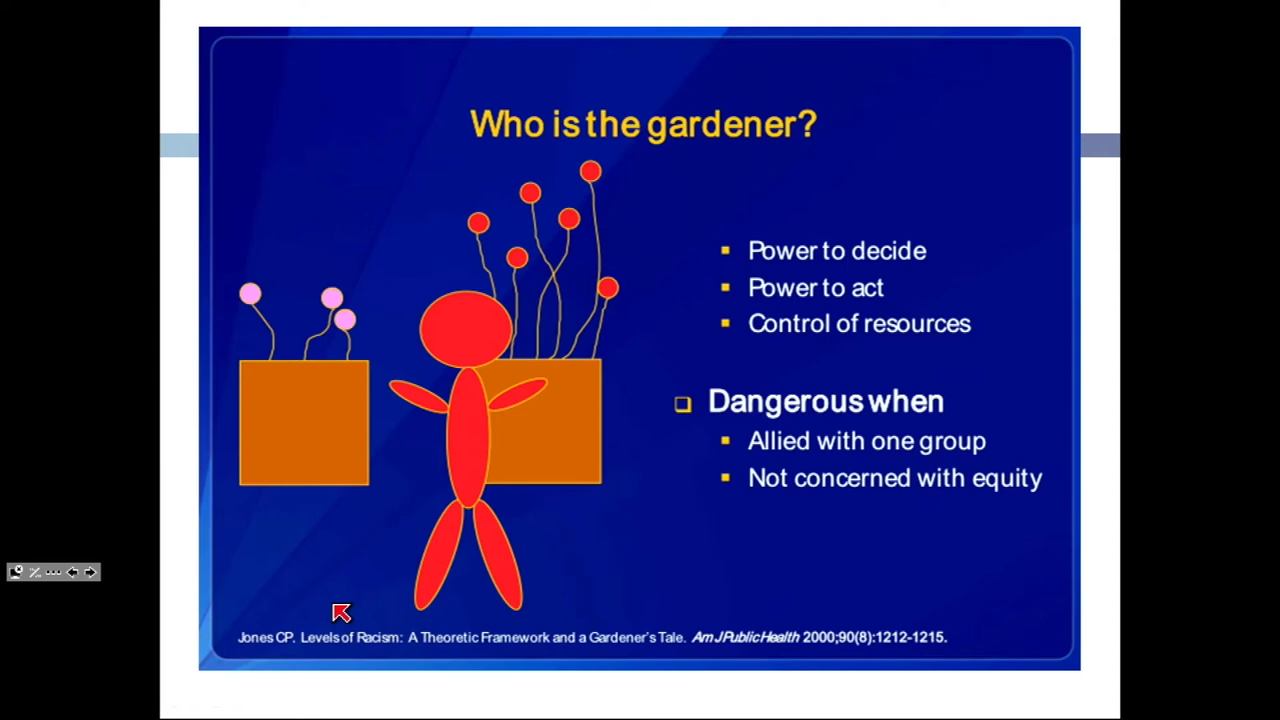 Who is the gardener?
Power to decide
Power to act
Control of resources
Dangerous when
Allied with one group
Not concerned with equity
Jones CP. Levels of Racism: A Theoretic Framework and a Gardener's Tale. Am J Public Health 2000;90(8):1212-1215.